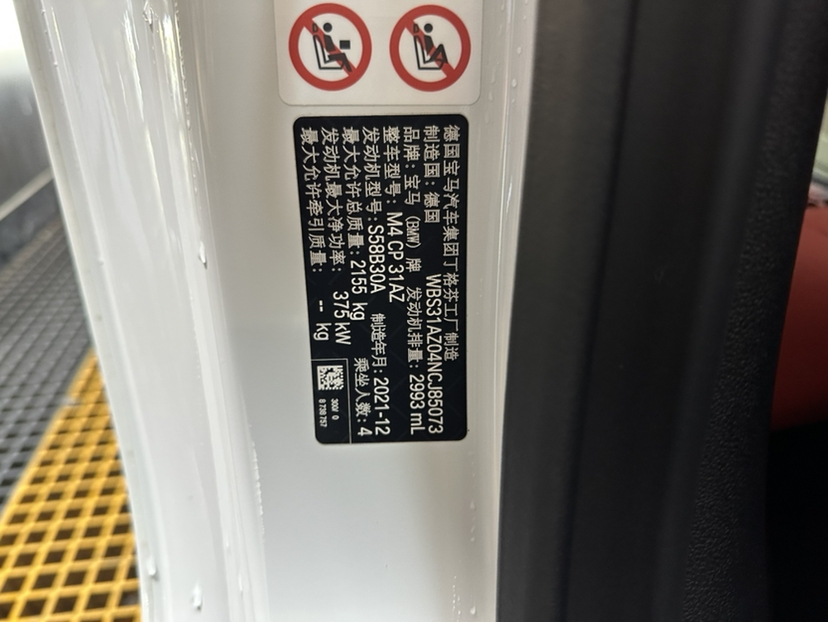 德国宝马汽车集团丁格芬工厂制造
制造国：德国 WBS31AZ04NCJ85073
品牌：宝马 (BMW) 牌 发动机排量：2993 mL
整车型号：M4 CP 31AZ
发动机型号：S58B30A 制造年月：2021-12
最大允许总质量：2155 kg 乘坐人数：4
发动机最大净功率： 375 kW
最大允许牵引质量： -- kg